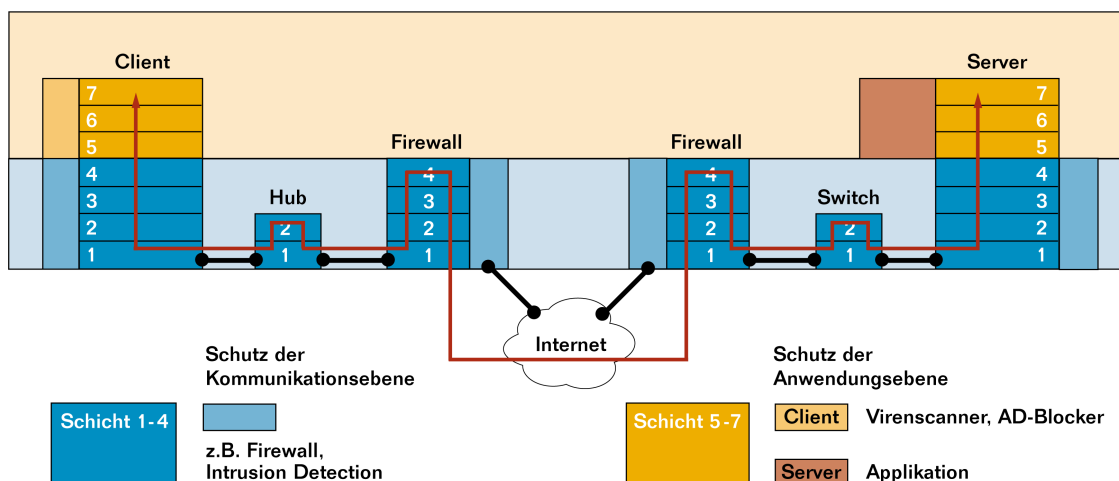 Client
Server
7
6
5
4
3
2
1
Hub
2
1
Firewall
4
3
2
1
Firewall
4
3
2
1
Switch
2
1
7
6
5
4
3
2
1
Internet
Schutz der
Kommunikationsebene
Schicht 1-4
z.B. Firewall,
Intrusion Detection
Schutz der
Anwendungsebene
Schicht 5-7
Client Virenscanner, AD-Blocker
Server Applikation